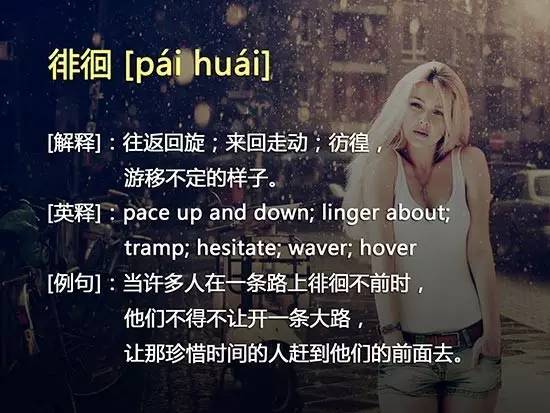 徘徊 [pái huái]
[解释]：往返回旋；来回走动；彷徨，
游移不定的样子。
[英释]：pace up and down; linger about;
tramp; hesitate; waver; hover
[例句]：当许多人在一条路上徘徊不前时，
他们不得不让开一条大路，
让那珍惜时间的人赶到他们的前面去。